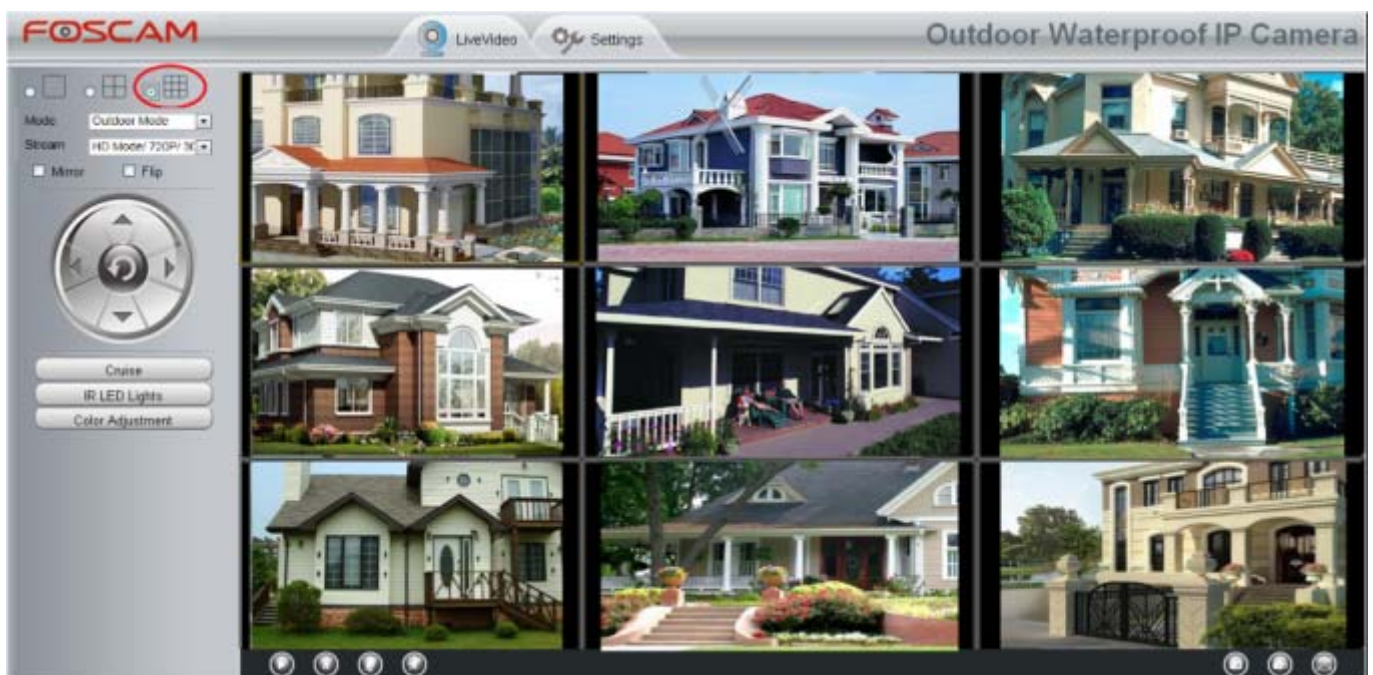 FOSCAM
LiveVideo
Settings
Outdoor Waterproof IP Camera
Mode
Outdoor Mode
Stream
HD Mode/ 720P/
Mirror
Flip
Cruise
IR LED Lights
Color Adjustment